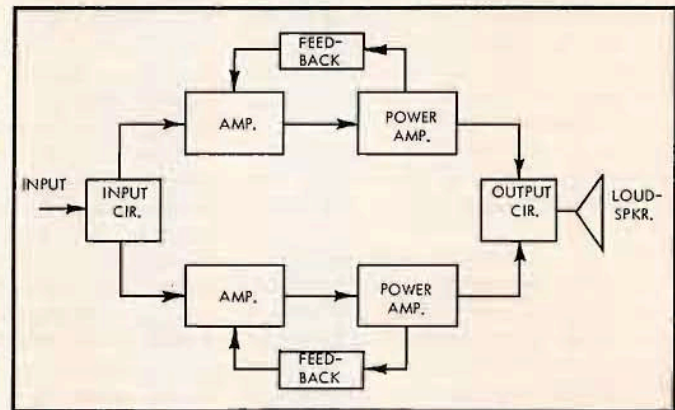 FEED-
BACK
AMP.
POWER
AMP.
INPUT
INPUT
CIR.
OUTPUT
CIR.
LOUD-
SPKR.
AMP.
POWER
AMP.
FEED-
BACK